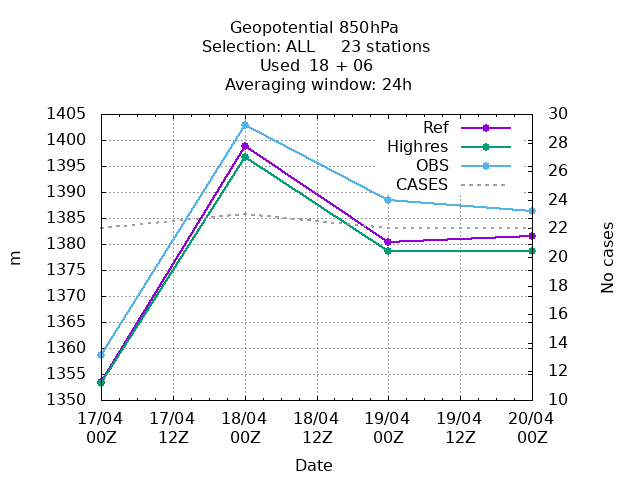 Geopotential 850hPa
Selection: ALL     23 stations
Used  18 + 06
Averaging window: 24h
1405
1400
1395
1390
1385
1380
1375
1370
1365
1360
1355
1350
m
30
28
26
24
22
20
18
16
14
12
10
No cases
Ref
Highres
OBS
CASES
17/04 17/04 18/04 18/04 19/04 19/04 20/04
00Z 12Z 00Z 12Z 00Z 12Z 00Z
Date